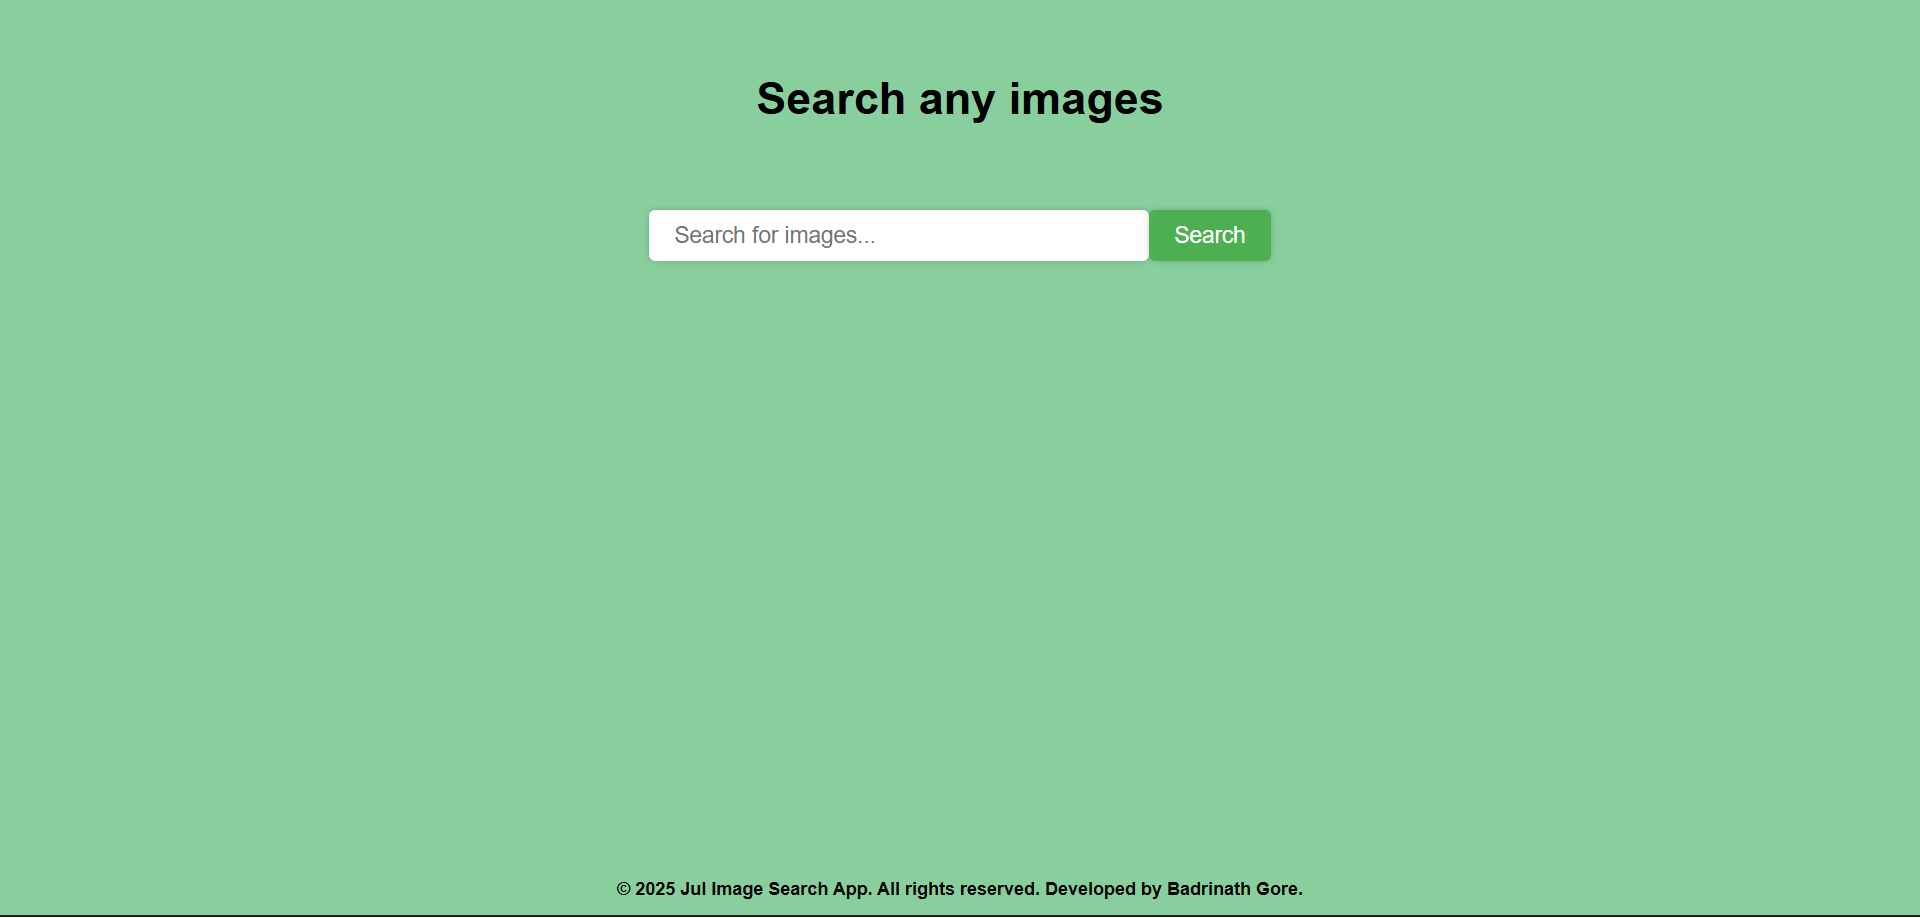 Search any images
Search for images...
Search
© 2025 Jul Image Search App. All rights reserved. Developed by Badrinath Gore.